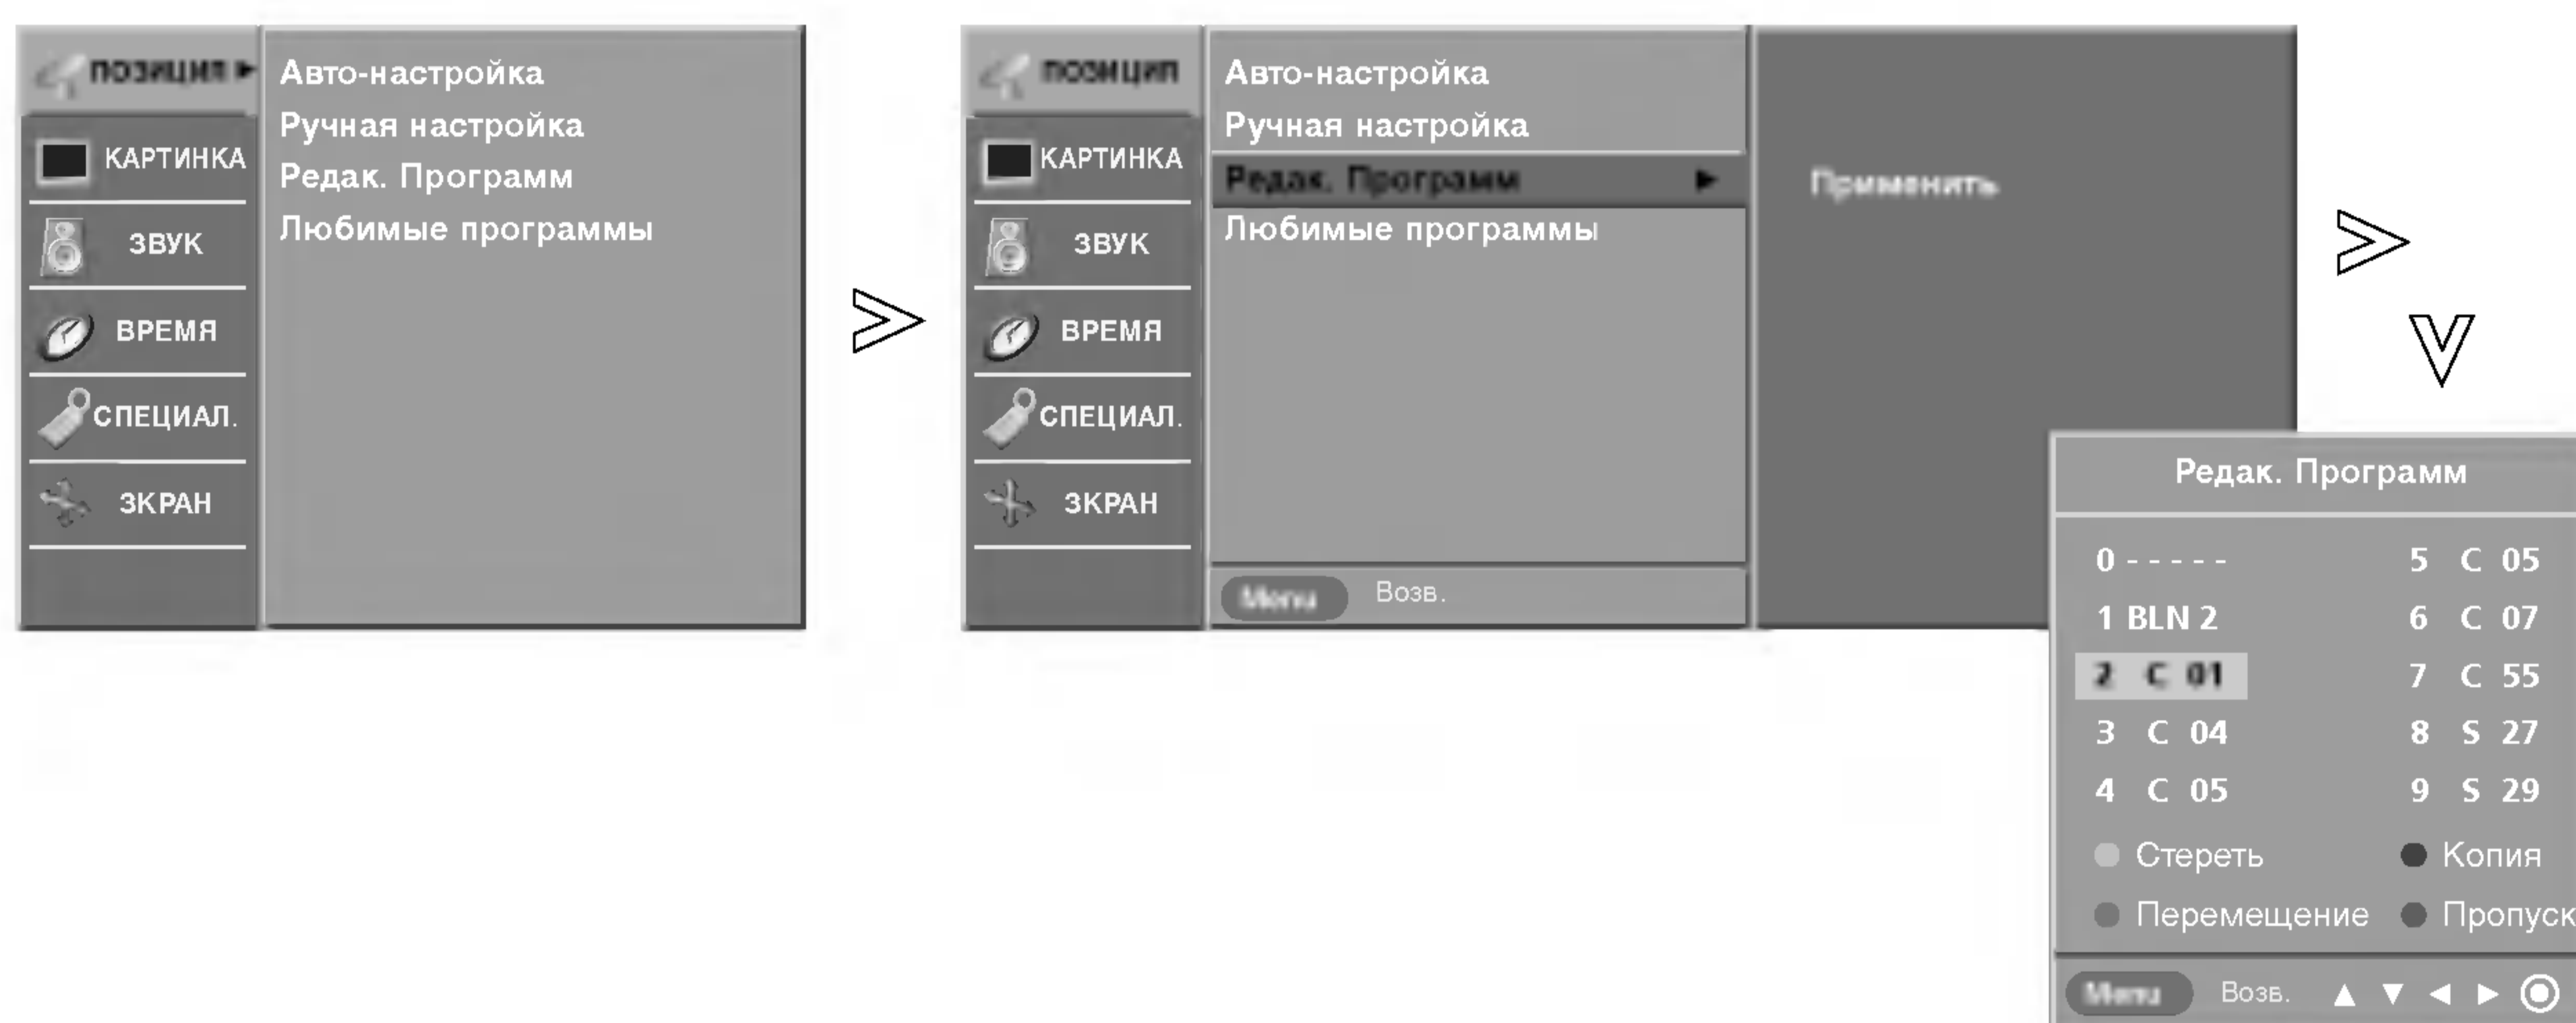 позиция ►
КАРТИНКА
ЗВУК
ВРЕМЯ
СПЕЦИАЛ.
ЗКРАН
Авто-настройка
Ручная настройка
Редак. Программ
Любимые программы
позиция
КАРТИНКА
ЗВУК
ВРЕМЯ
СПЕЦИАЛ.
ЗКРАН
Авто-настройка
Ручная настройка
Редак. Программ ►
Любимые программы
Menu Возв.
Применить
Редак. Программ
0 - - - - - 5 C 05
1 BLN 2 6 C 07
2 C 01 7 C 55
3 C 04 8 S 27
4 C 05 9 S 29
Стереть Копия
Перемещение Пропуск
Menu Возв. ▲ ▼ ◄ ► ◉